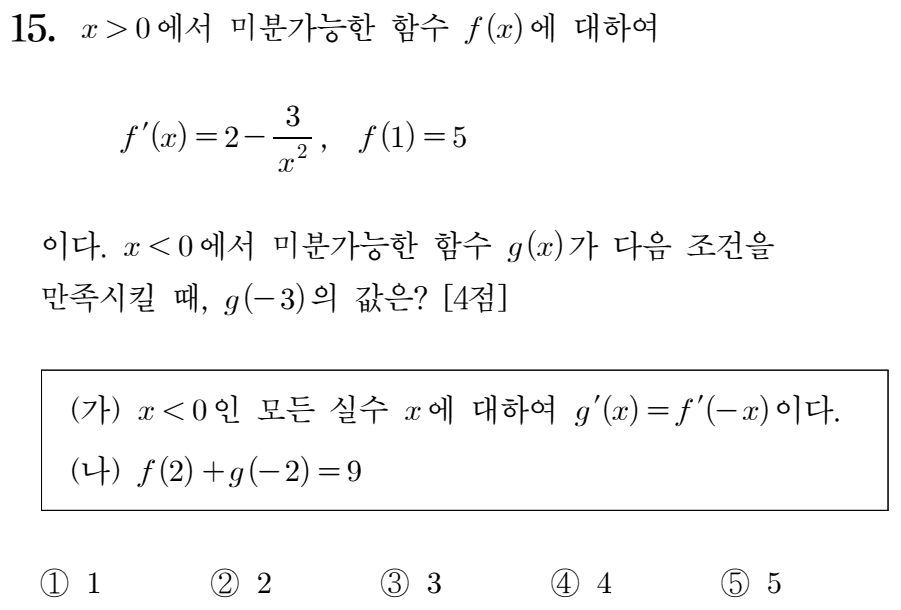 15. x > 0 에서 미분가능한 함수 f(x)에 대하여
f′(x) = 2 − 3/x², f(1) = 5
이다. x < 0 에서 미분가능한 함수 g(x)가 다음 조건을
만족시킬 때, g(−3)의 값은? [4점]
(가) x < 0 인 모든 실수 x에 대하여 g′(x) = f′(−x)이다.
(나) f(2) + g(−2) = 9
① 1 ② 2 ③ 3 ④ 4 ⑤ 5